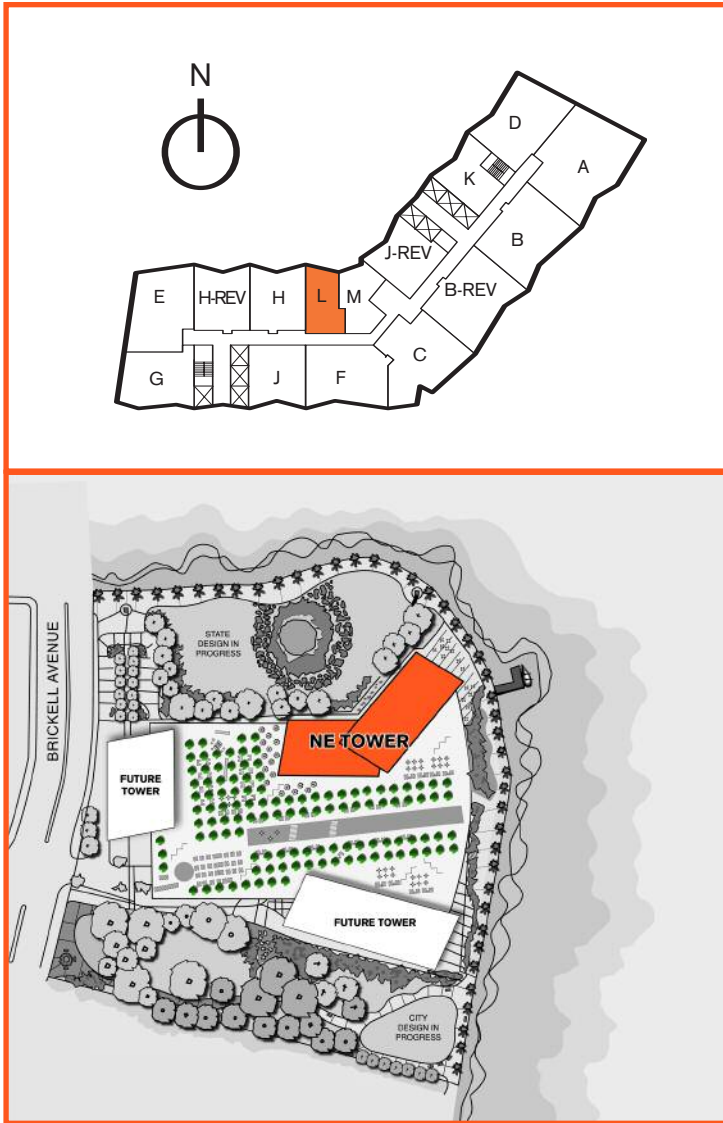 N
D
A
K
B
J-REV
B-REV
E
H-REV
H
L
M
C
G
J
F
BRICKELL AVENUE
STATE
DESIGN IN
PROGRESS
NE TOWER
FUTURE
TOWER
FUTURE TOWER
CITY
DESIGN IN
PROGRESS